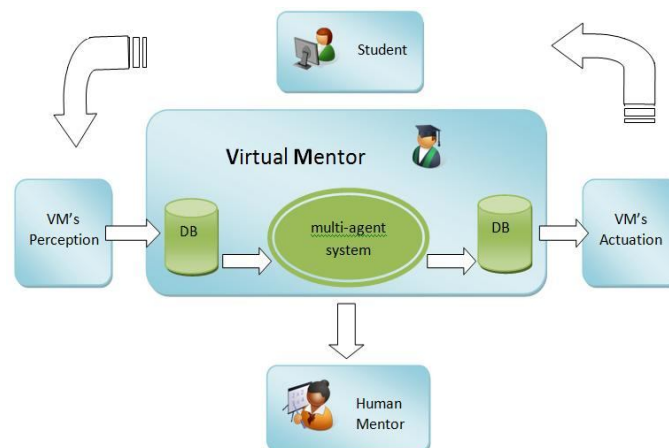 Student
Virtual Mentor
VM's
Perception
DB
multi-agent
system
DB
VM's
Actuation
Human
Mentor